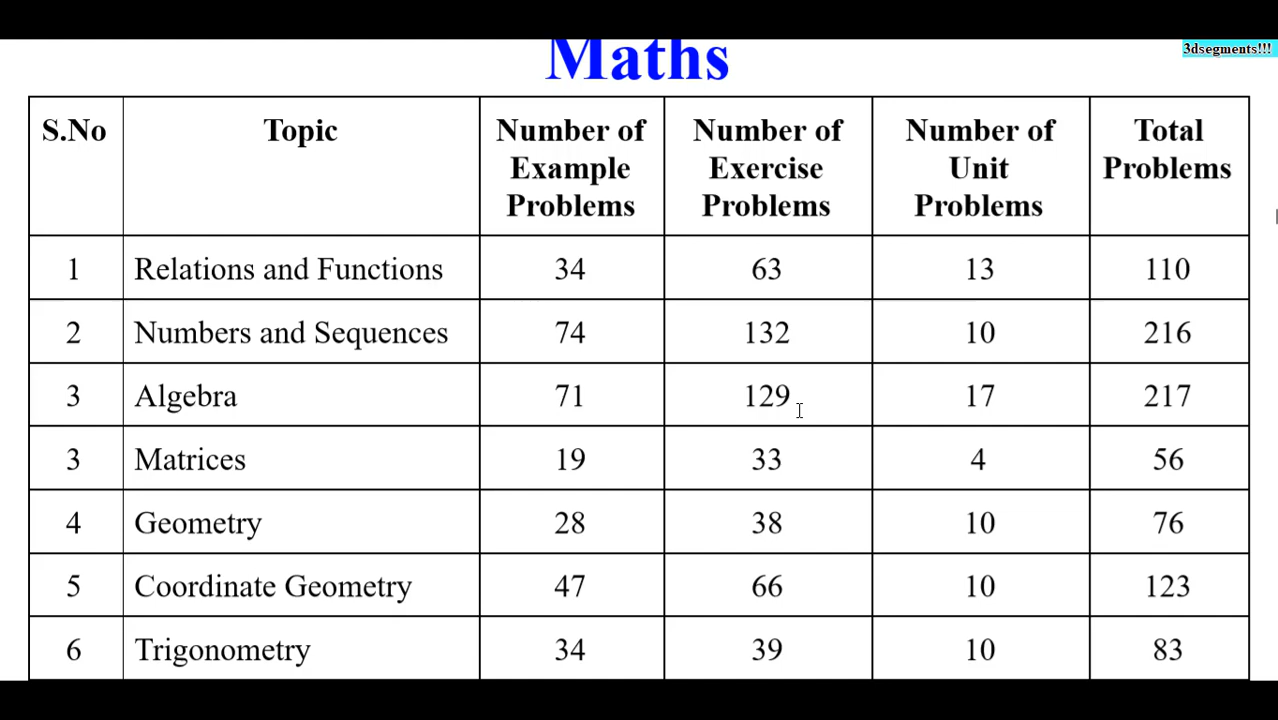 Maths
3dsegments!!!
S.No Topic Number of Example Problems Number of Exercise Problems Number of Unit Problems Total Problems
1 Relations and Functions 34 63 13 110
2 Numbers and Sequences 74 132 10 216
3 Algebra 71 129 17 217
3 Matrices 19 33 4 56
4 Geometry 28 38 10 76
5 Coordinate Geometry 47 66 10 123
6 Trigonometry 34 39 10 83